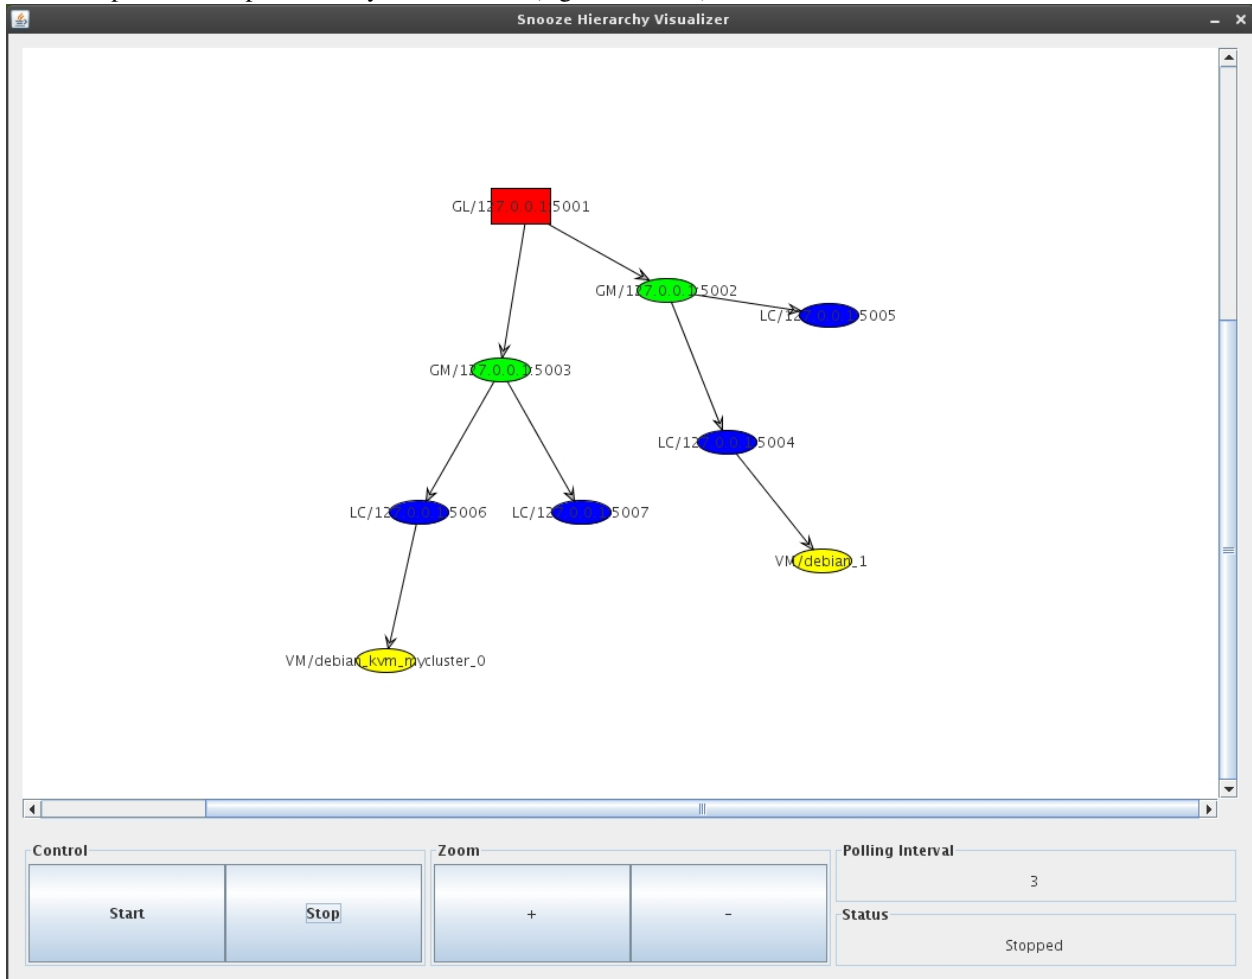 Snooze Hierarchy Visualizer
GL/127.0.0.1:5001
GM/127.0.0.1:5002
LC/127.0.0.1:5005
GM/127.0.0.1:5003
LC/127.0.0.1:5004
LC/127.0.0.1:5006
LC/127.0.0.1:5007
VM/debian_1
VM/debian_kvm_mycluster_0
Control
Zoom
Polling Interval
3
Start
Stop
+
-
Status
Stopped